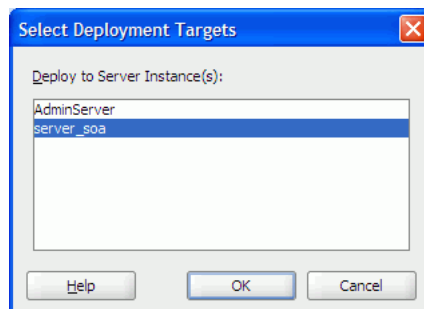 Select Deployment Targets
Deploy to Server Instance(s):
AdminServer
server_soa
Help
OK
Cancel